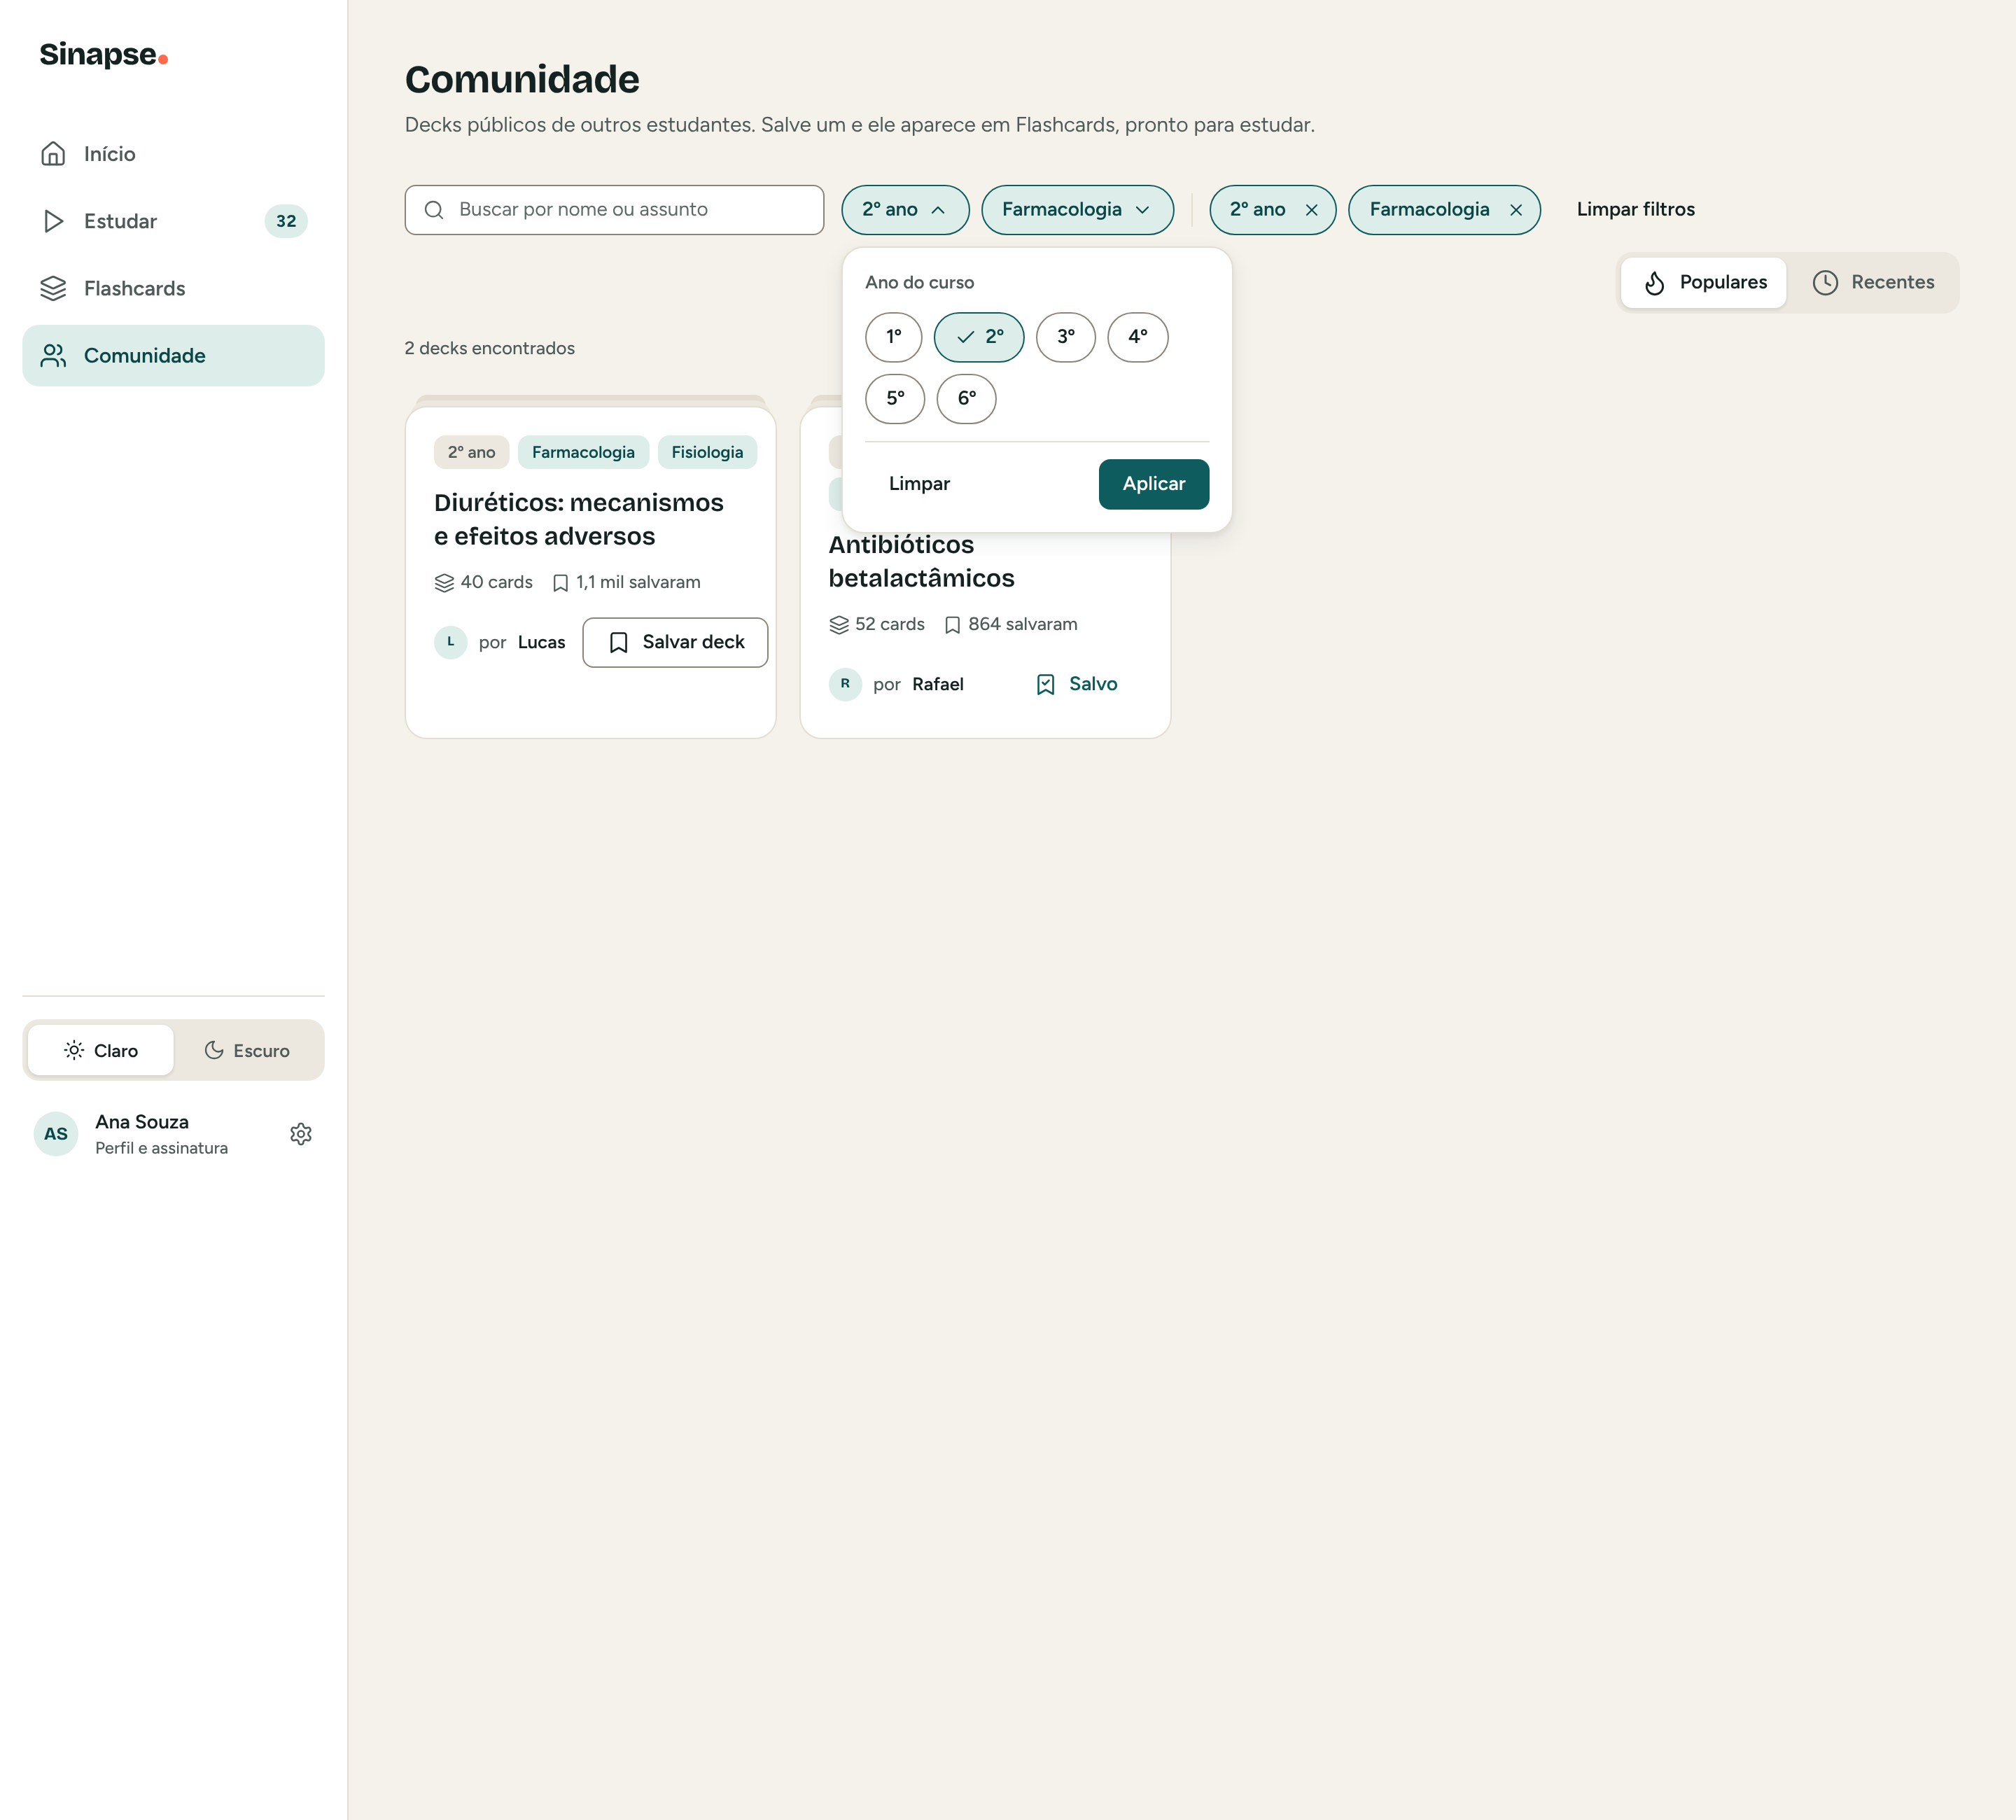 Sinapse.
Início
Estudar 32
Flashcards
Comunidade
Claro Escuro
AS Ana Souza
Perfil e assinatura
Comunidade
Decks públicos de outros estudantes. Salve um e ele aparece em Flashcards, pronto para estudar.
Buscar por nome ou assunto 2º ano Farmacologia 2º ano Farmacologia Limpar filtros
Populares Recentes
Ano do curso
1º 2º 3º 4º
5º 6º
Limpar Aplicar
2 decks encontrados
2º ano Farmacologia Fisiologia
Diuréticos: mecanismos
e efeitos adversos
40 cards 1,1 mil salvaram
L por Lucas Salvar deck
Antibióticos
betalactâmicos
52 cards 864 salvaram
R por Rafael Salvo